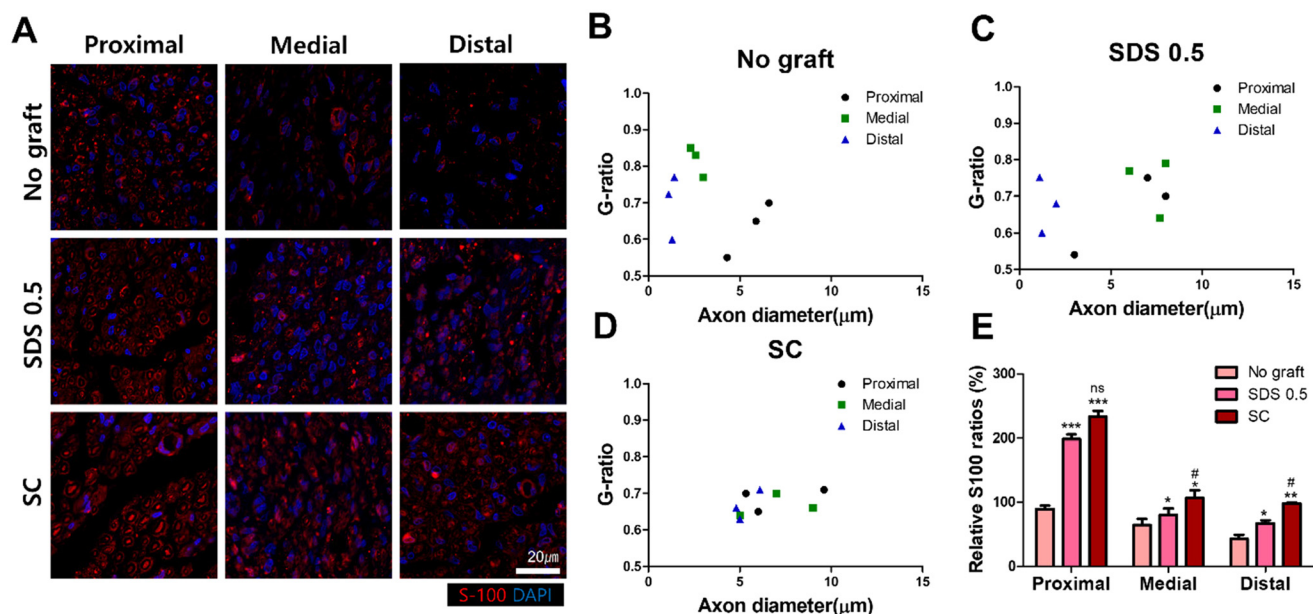 A
Proximal
Medial
Distal
No graft
SDS 0.5
SC
20μm
S-100 DAPI
B
No graft
Proximal
Medial
Distal
G-ratio
1.0
0.9
0.8
0.7
0.6
0.5
0
5
10
15
Axon diameter(μm)
C
SDS 0.5
Proximal
Medial
Distal
G-ratio
1.0
0.9
0.8
0.7
0.6
0.5
0
5
10
15
Axon diameter(μm)
D
SC
Proximal
Medial
Distal
G-ratio
1.0
0.9
0.8
0.7
0.6
0.5
0
5
10
15
Axon diameter(μm)
E
No graft
SDS 0.5
SC
Relative S100 ratios (%)
300
200
100
0
***
ns
***
*
#
*
*
#
**
Proximal
Medial
Distal